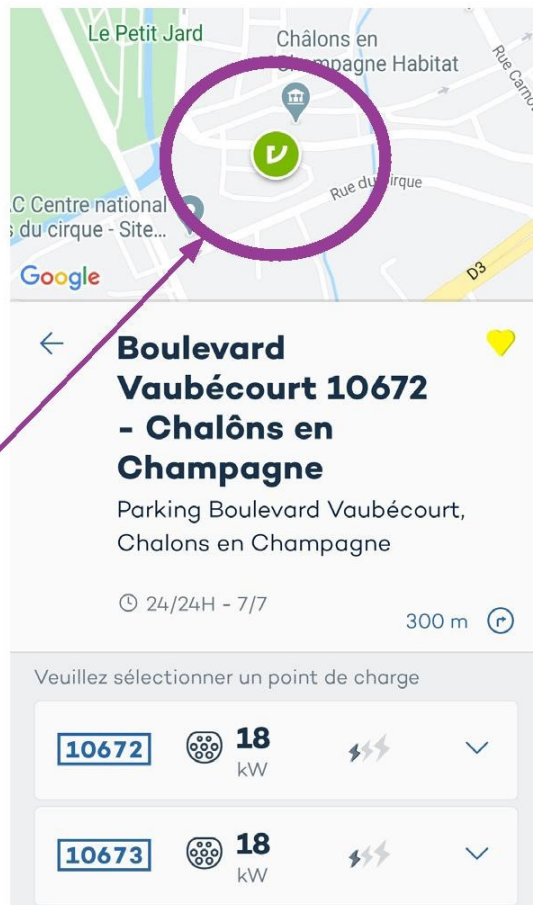 Le Petit Jard
Châlons en
Champagne Habitat
Rue Carno
C Centre national
du cirque - Site...
Rue du Cirque
Google
D3
Boulevard
Vaubécourt 10672
- Chalôns en
Champagne
Parking Boulevard Vaubécourt,
Chalons en Champagne
24/24H - 7/7
300 m
Veuillez sélectionner un point de charge
10672
18
kW
10673
18
kW